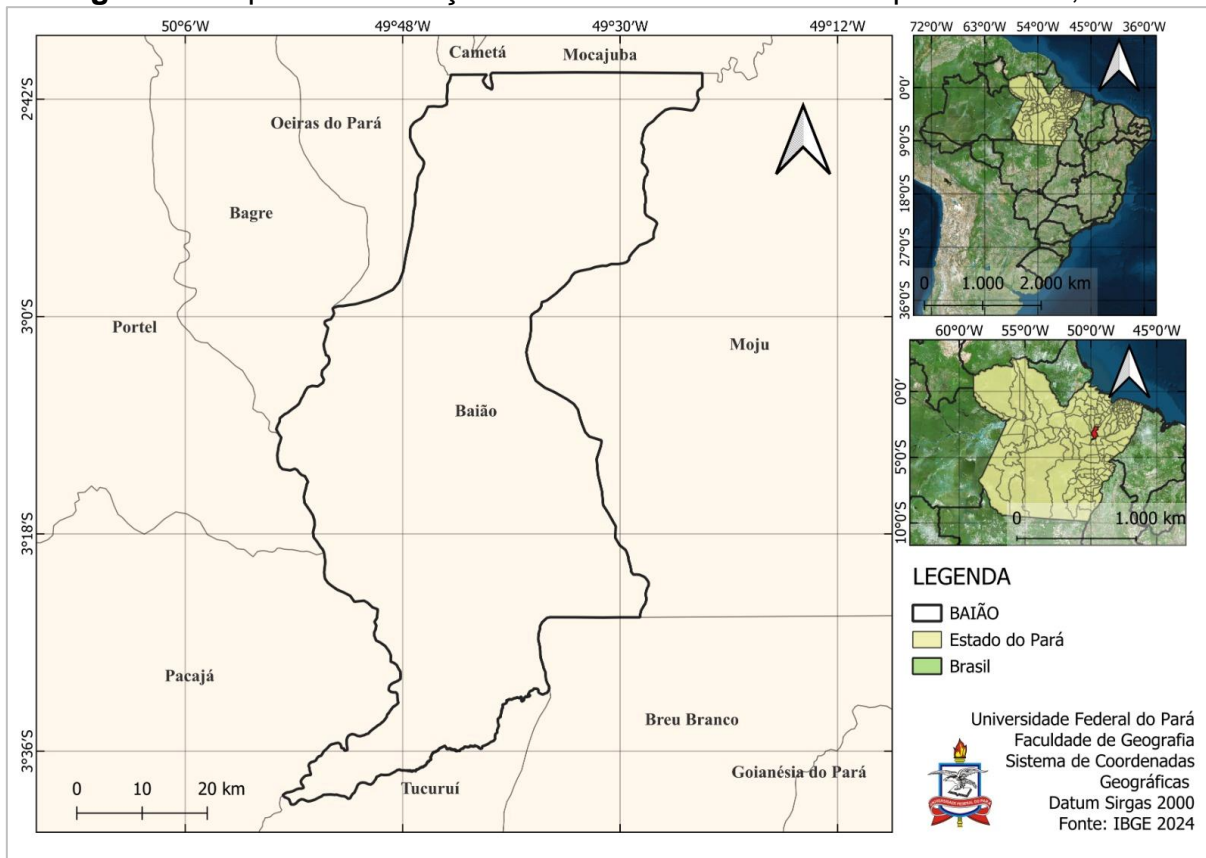 50°6'W 49°48'W 49°30'W 49°12'W
Cametá
Mocajuba
2°42'S
Oeiras do Pará
Bagre
3°0'S
Portel
Moju
Baião
3°18'S
Pacajá
Breu Branco
3°36'S
Goianésia do Pará
Tucuruí
0 10 20 km
72°0'W 63°0'W 54°0'W 45°0'W 36°0'W
0°0'
9°0'S
18°0'S
27°0'S
36°0'S
0 1.000 2.000 km
60°0'W 55°0'W 50°0'W 45°0'W
0°0'
5°0'S
10°0'S
0 1.000 km
LEGENDA
BAIÃO
Estado do Pará
Brasil
Universidade Federal do Pará
Faculdade de Geografia
Sistema de Coordenadas
Geográficas
Datum Sirgas 2000
Fonte: IBGE 2024
UNIVERSIDADE FEDERAL DO PARÁ